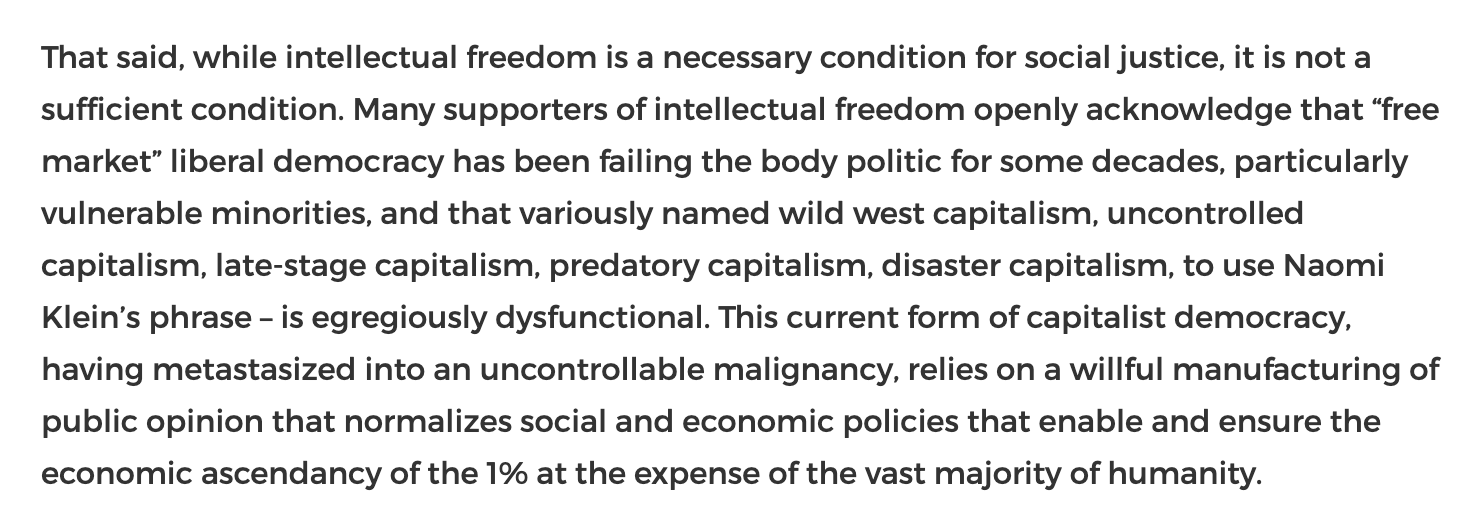 That said, while intellectual freedom is a necessary condition for social justice, it is not a
sufficient condition. Many supporters of intellectual freedom openly acknowledge that “free
market” liberal democracy has been failing the body politic for some decades, particularly
vulnerable minorities, and that variously named wild west capitalism, uncontrolled
capitalism, late-stage capitalism, predatory capitalism, disaster capitalism, to use Naomi
Klein’s phrase – is egregiously dysfunctional. This current form of capitalist democracy,
having metastasized into an uncontrollable malignancy, relies on a willful manufacturing of
public opinion that normalizes social and economic policies that enable and ensure the
economic ascendancy of the 1% at the expense of the vast majority of humanity.